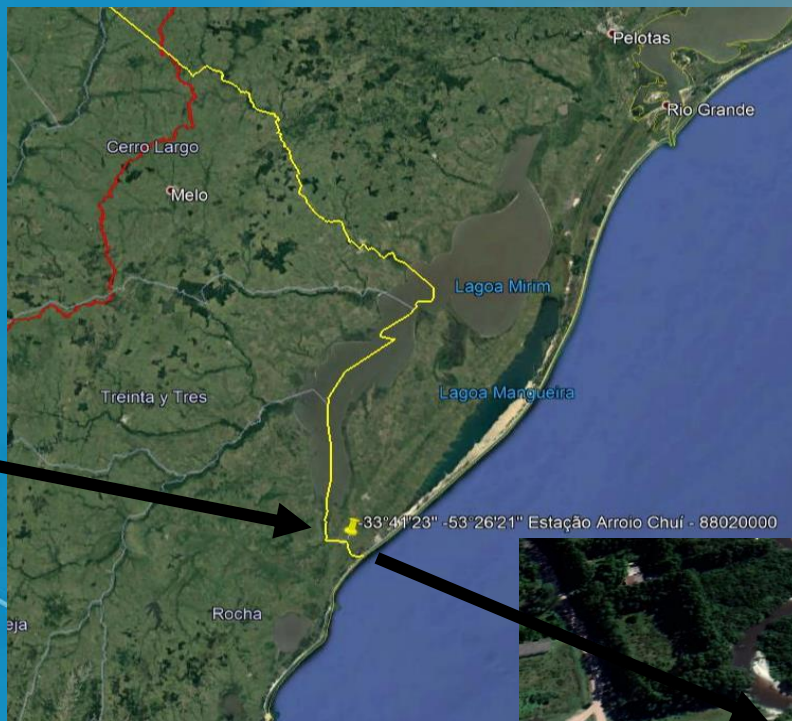 Pelotas
Rio Grande
Cerro Largo
Melo
Lagoa Mirim
Treinta y Tres
Lagoa Mangueira
-33°41'23" -53°26'21" Estação Arroio Chuí - 88020000
Rocha
eja